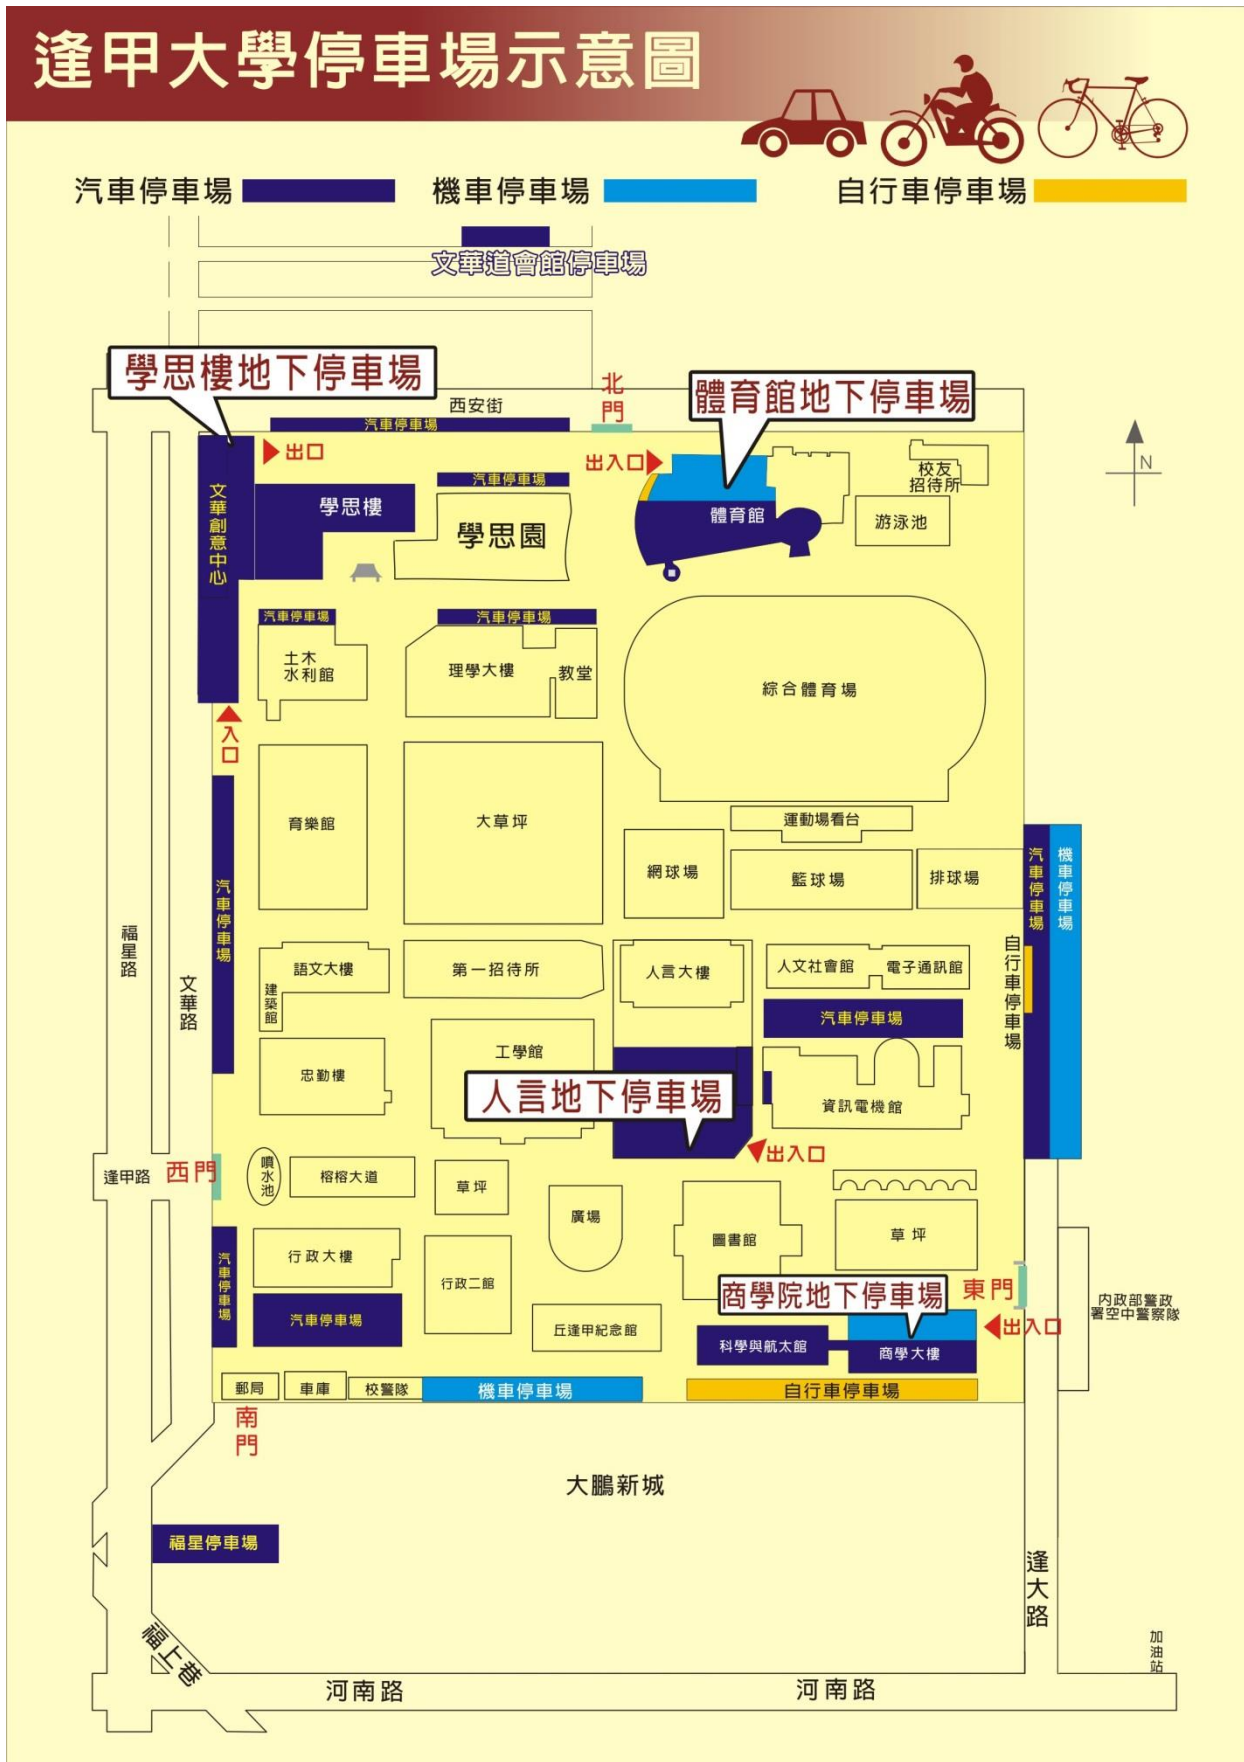 逢甲大學停車場示意圖
汽車停車場
機車停車場
自行車停車場
文華道會館停車場
學思樓地下停車場
西安街
北
門
體育館地下停車場
汽車停車場
出口
出入口
校友
招待所
文華創意中心
學思樓
汽車停車場
學思園
體育館
游泳池
汽車停車場
汽車停車場
土木
水利館
理學大樓
教堂
綜合體育場
入
口
育樂館
大草坪
運動場看台
網球場
籃球場
排球場
汽車停車場
汽車停車場
機車停車場
福星路
文華路
語文大樓
建築館
第一招待所
人言大樓
人文社會館
電子通訊館
自行車停車場
汽車停車場
忠勤樓
工學館
人言地下停車場
資訊電機館
出入口
逢甲路
西門
噴水池
榕榕大道
草坪
廣場
圖書館
草坪
汽車停車場
行政大樓
行政二館
商學院地下停車場
東門
內政部警政
署空中警察隊
汽車停車場
丘逢甲紀念館
科學與航太館
商學大樓
出入口
郵局
車庫
校警隊
機車停車場
自行車停車場
南
門
大鵬新城
福星停車場
逢大路
福上巷
加油站
河南路
河南路
N